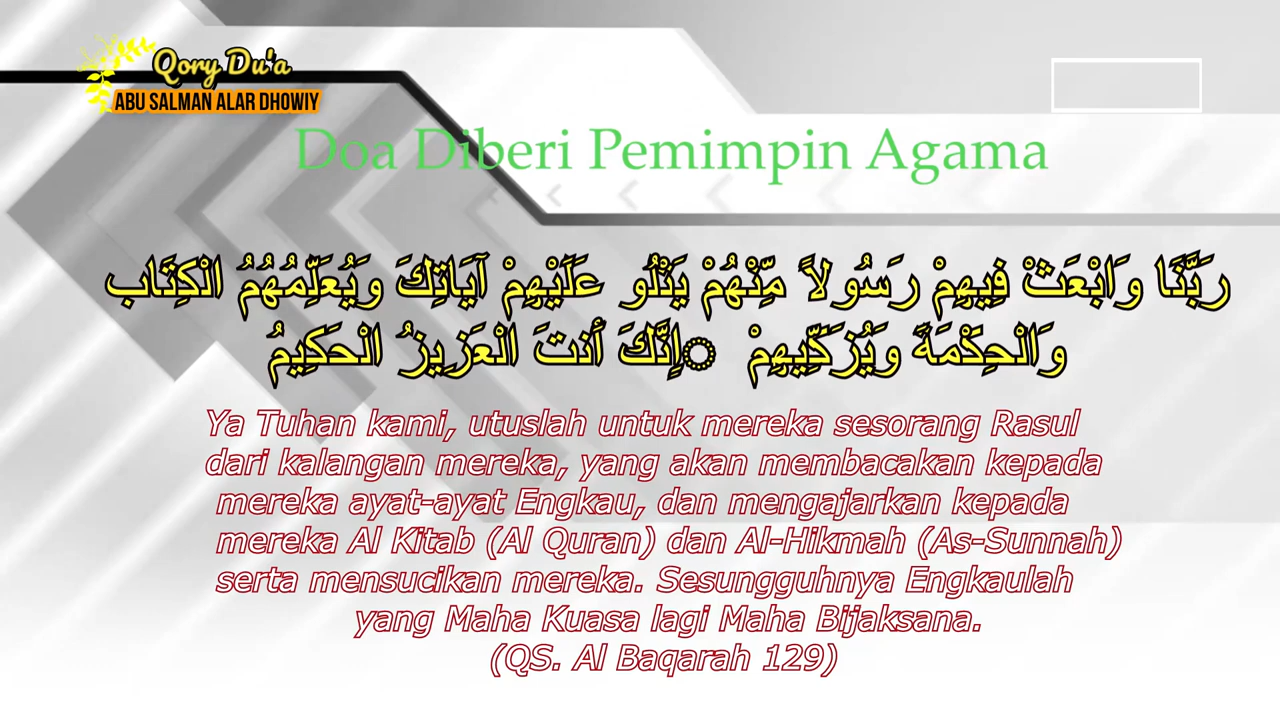 Qory Du'a
ABU SALMAN ALAR DHOWIY
Doa Diberi Pemimpin Agama
رَبَّنَا وَابْعَثْ فِيهِمْ رَسُولاً مِّنْهُمْ يَتْلُو عَلَيْهِمْ آيَاتِكَ وَيُعَلِّمُهُمُ الْكِتَاب
وَالْحِكْمَةَ وَيُزَكِّيهِمْ ۚ إِنَّكَ أَنتَ الْعَزِيزُ الْحَكِيمُ
Ya Tuhan kami, utuslah untuk mereka sesorang Rasul
dari kalangan mereka, yang akan membacakan kepada
mereka ayat-ayat Engkau, dan mengajarkan kepada
mereka Al Kitab (Al Quran) dan Al-Hikmah (As-Sunnah)
serta mensucikan mereka. Sesungguhnya Engkaulah
yang Maha Kuasa lagi Maha Bijaksana.
(QS. Al Baqarah 129)